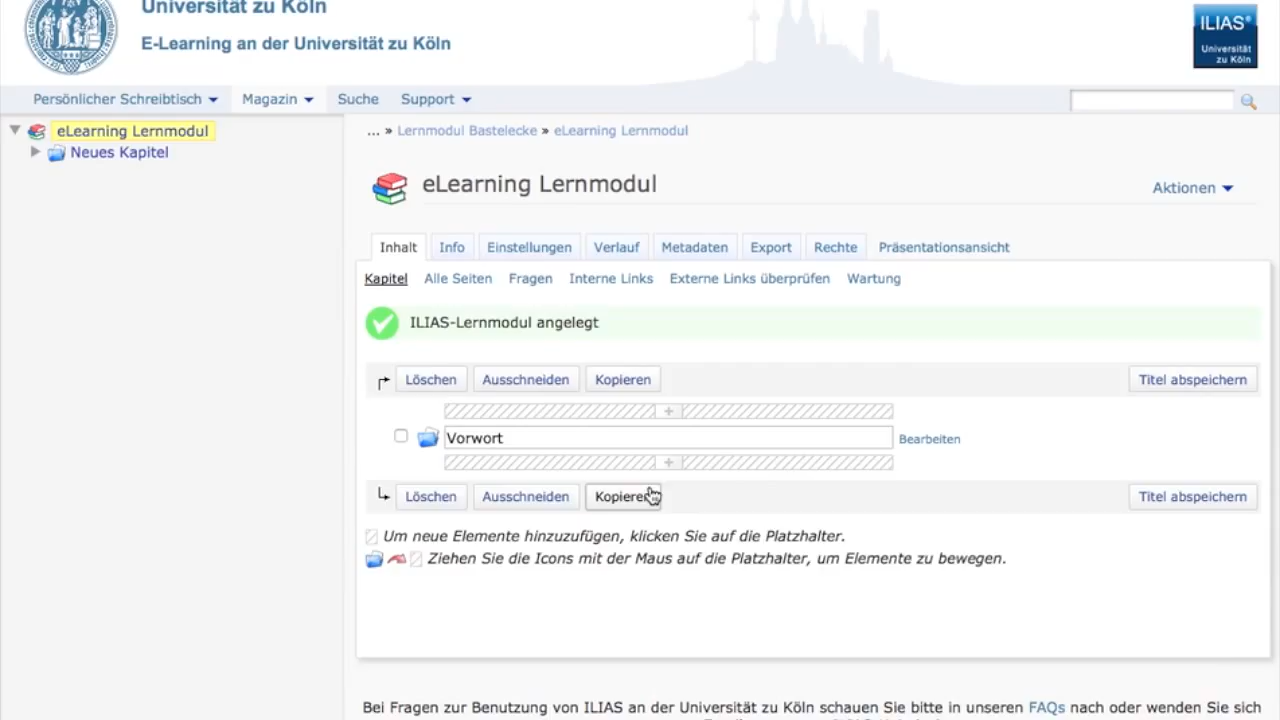 Universität zu Köln
E-Learning an der Universität zu Köln
ILIAS®
Universität
zu Köln
Persönlicher Schreibtisch Magazin Suche Support
eLearning Lernmodul
Neues Kapitel
... » Lernmodul Bastelecke » eLearning Lernmodul
eLearning Lernmodul
Aktionen
Inhalt Info Einstellungen Verlauf Metadaten Export Rechte Präsentationsansicht
Kapitel Alle Seiten Fragen Interne Links Externe Links überprüfen Wartung
ILIAS-Lernmodul angelegt
Löschen Ausschneiden Kopieren Titel abspeichern
Vorwort Bearbeiten
Löschen Ausschneiden Kopieren Titel abspeichern
Um neue Elemente hinzuzufügen, klicken Sie auf die Platzhalter.
Ziehen Sie die Icons mit der Maus auf die Platzhalter, um Elemente zu bewegen.
Bei Fragen zur Benutzung von ILIAS an der Universität zu Köln schauen Sie bitte in unseren FAQs nach oder wenden Sie sich